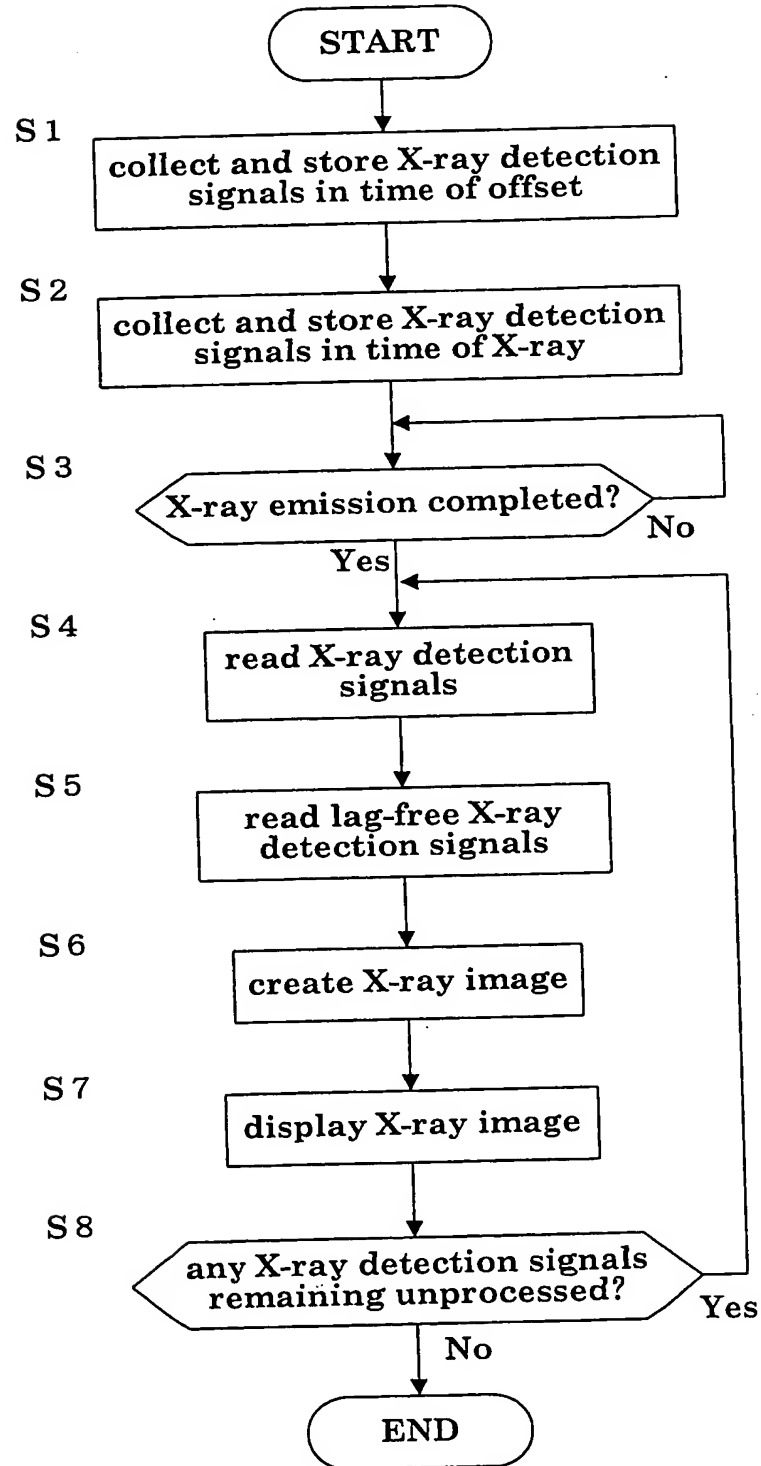 START
S1
collect and store X-ray detection
signals in time of offset
S2
collect and store X-ray detection
signals in time of X-ray
S3
X-ray emission completed?
No
Yes
S4
read X-ray detection
signals
S5
read lag-free X-ray
detection signals
S6
create X-ray image
S7
display X-ray image
S8
any X-ray detection signals
remaining unprocessed?
Yes
No
END